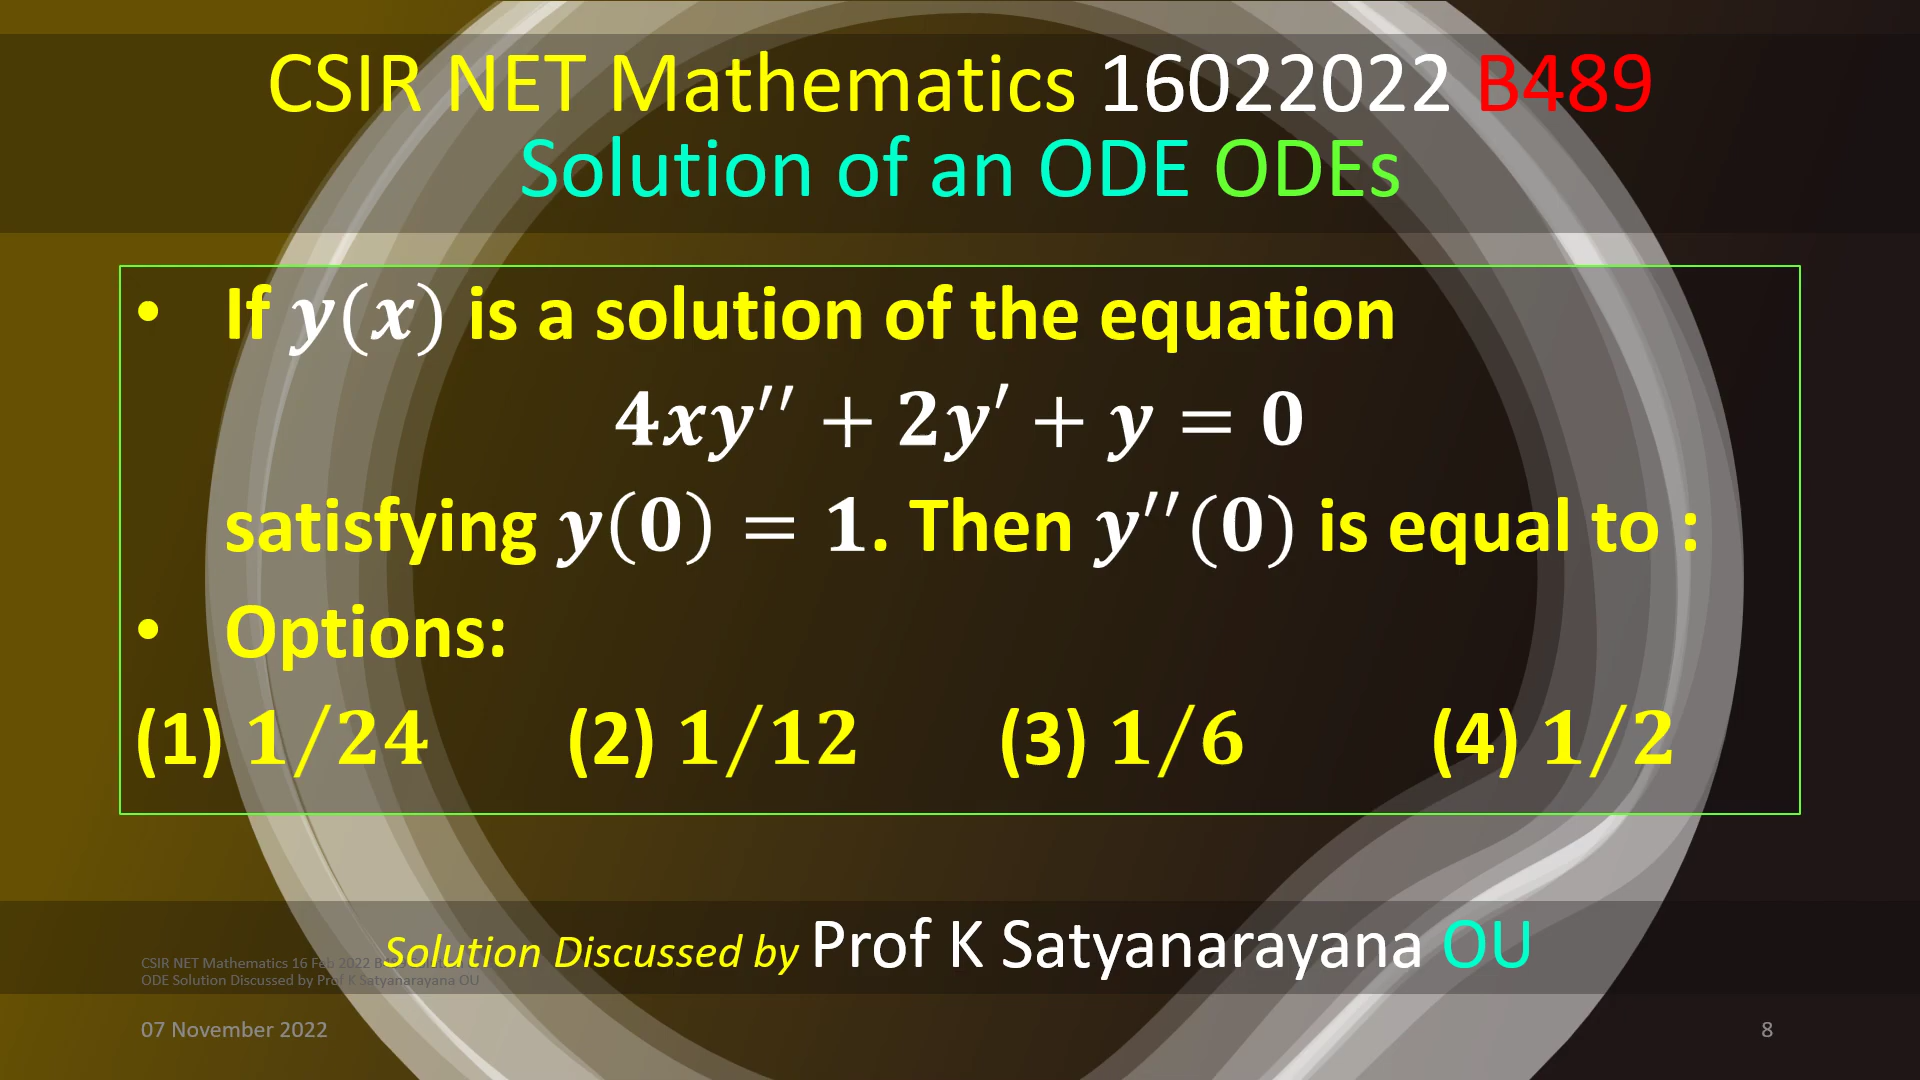 CSIR NET Mathematics 16022022 B489
Solution of an ODE ODEs
• If y(x) is a solution of the equation
4xy′′ + 2y′ + y = 0
satisfying y(0) = 1. Then y′′(0) is equal to :
• Options:
(1) 1/24 (2) 1/12 (3) 1/6 (4) 1/2
Solution Discussed by Prof K Satyanarayana OU
CSIR NET Mathematics 16 Feb 2022
ODE Solution Discussed by Prof K Satyanarayana OU
07 November 2022
8